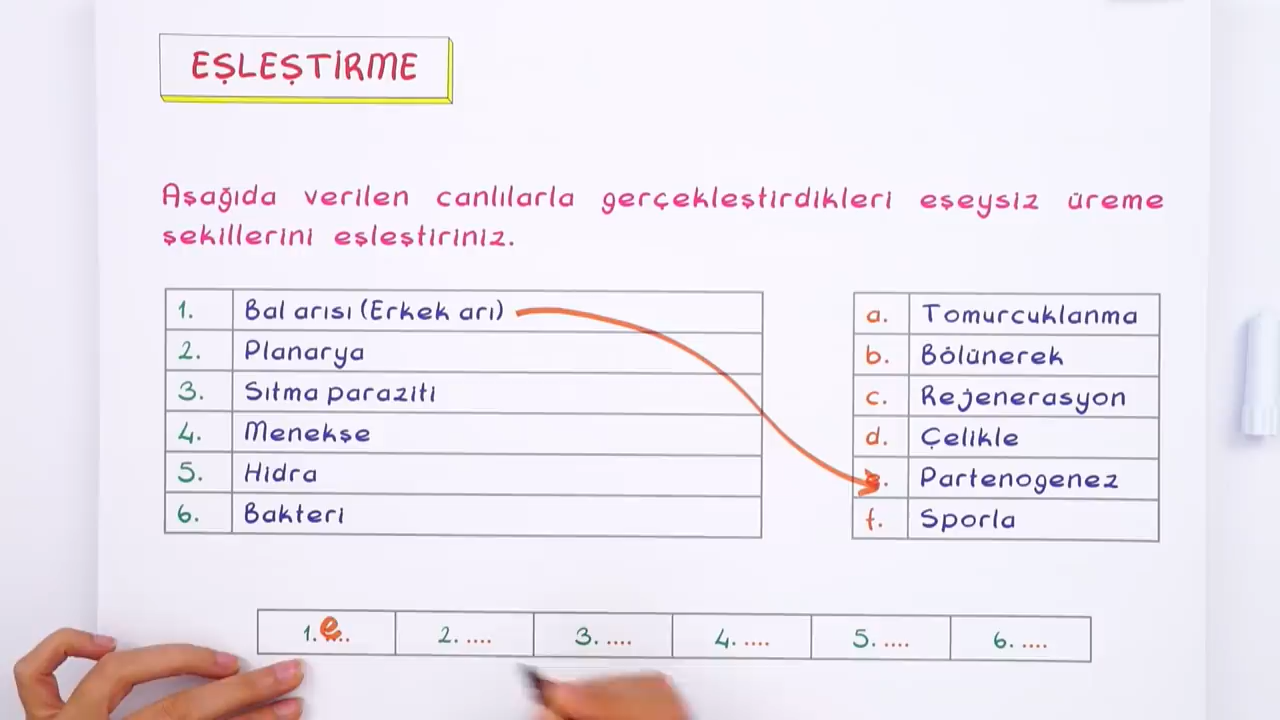 EŞLEŞTİRME
Aşağıda verilen canlılarla gerçekleştirdikleri eşeysiz üreme
şekillerini eşleştiriniz.
1. Bal arısı (Erkek arı)
2. Planarya
3. Sıtma paraziti
4. Menekşe
5. Hidra
6. Bakteri
a. Tomurcuklanma
b. Bölünerek
c. Rejenerasyon
d. Çelikle
e. Partenogenez
f. Sporla
1. e 2. .... 3. .... 4. .... 5. .... 6. ....